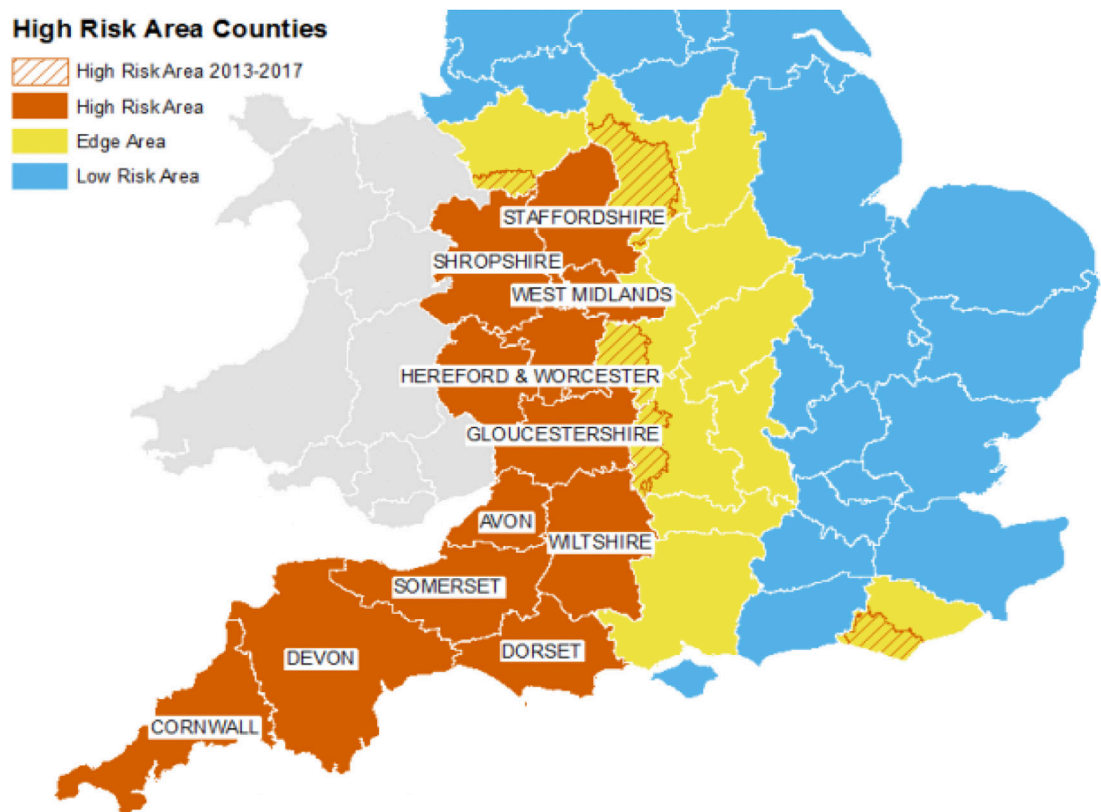 High Risk Area Counties
High Risk Area 2013-2017
High Risk Area
Edge Area
Low Risk Area
STAFFORDSHIRE
SHROPSHIRE
WEST MIDLANDS
HEREFORD & WORCESTER
GLOUCESTERSHIRE
AVON
WILTSHIRE
SOMERSET
DORSET
DEVON
CORNWALL